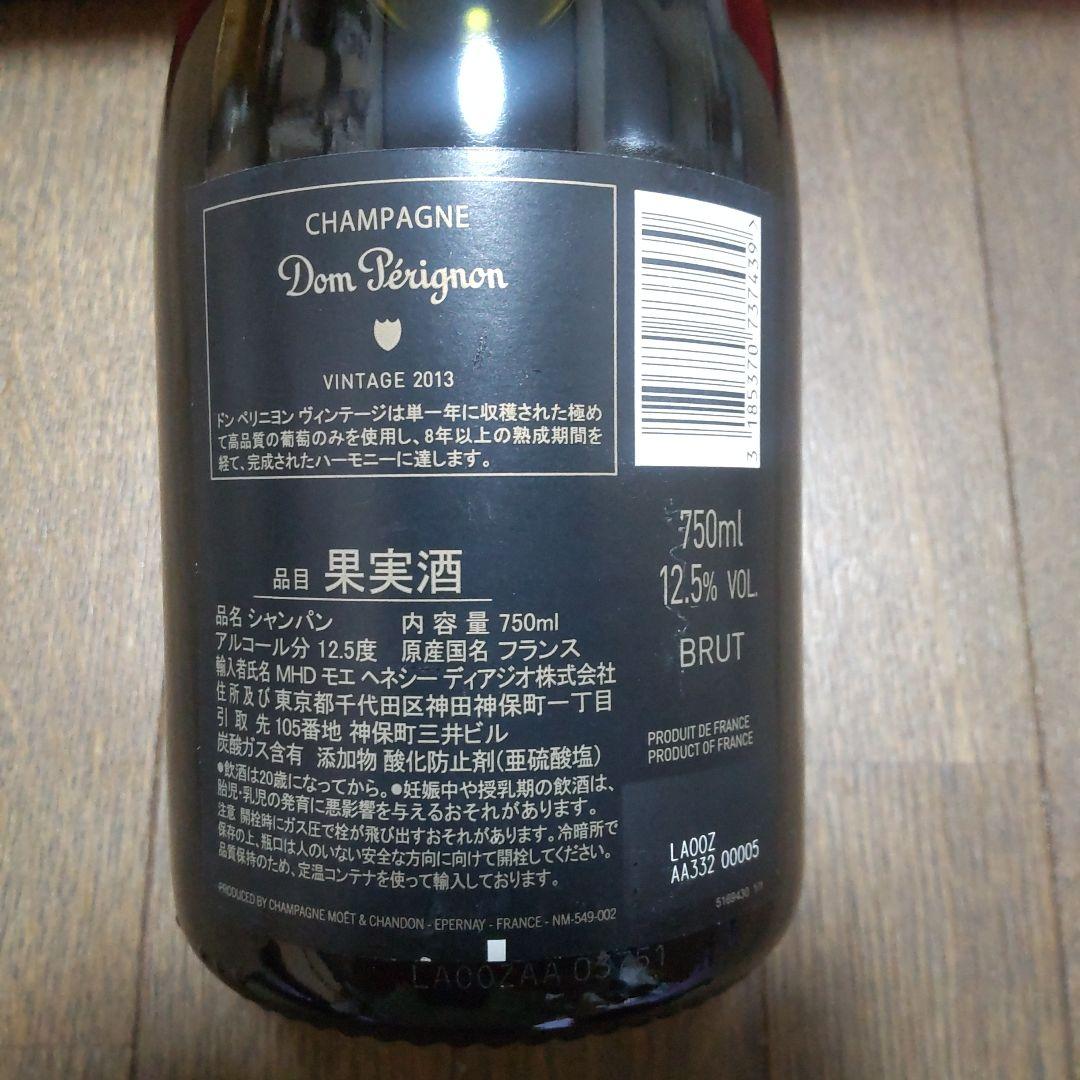 CHAMPAGNE
Dom Pérignon
VINTAGE 2013
ドン ペリニヨン ヴィンテージは単一年に収穫された極め
て高品質の葡萄のみを使用し、8年以上の熟成期間を
経て、完成されたハーモニーに達します。
品目 果実酒
品名 シャンパン 内容量 750ml
アルコール分 12.5度 原産国名 フランス
輸入者氏名 MHD モエ ヘネシー ディアジオ株式会社
住所及び 東京都千代田区神田神保町一丁目
引取先 105番地 神保町三井ビル
炭酸ガス含有 添加物 酸化防止剤(亜硫酸塩)
●飲酒は20歳になってから。●妊娠中や授乳期の飲酒は、
胎児・乳児の発育に悪影響を与えるおそれがあります。
注意 開栓時にガス圧で栓が飛び出すおそれがあります。冷暗所で
保存の上、瓶口は人のいない安全な方向に向けて開栓してください。
品質保持のため、定温コンテナを使って輸入しております。
PRODUCED BY CHAMPAGNE MOËT & CHANDON - EPERNAY - FRANCE - NM-549-002
3 185370 737439 >
750ml
12.5% VOL.
BRUT
PRODUIT DE FRANCE
PRODUCT OF FRANCE
LA00Z
AA332 00005
5169430 1/1
LA00ZAA